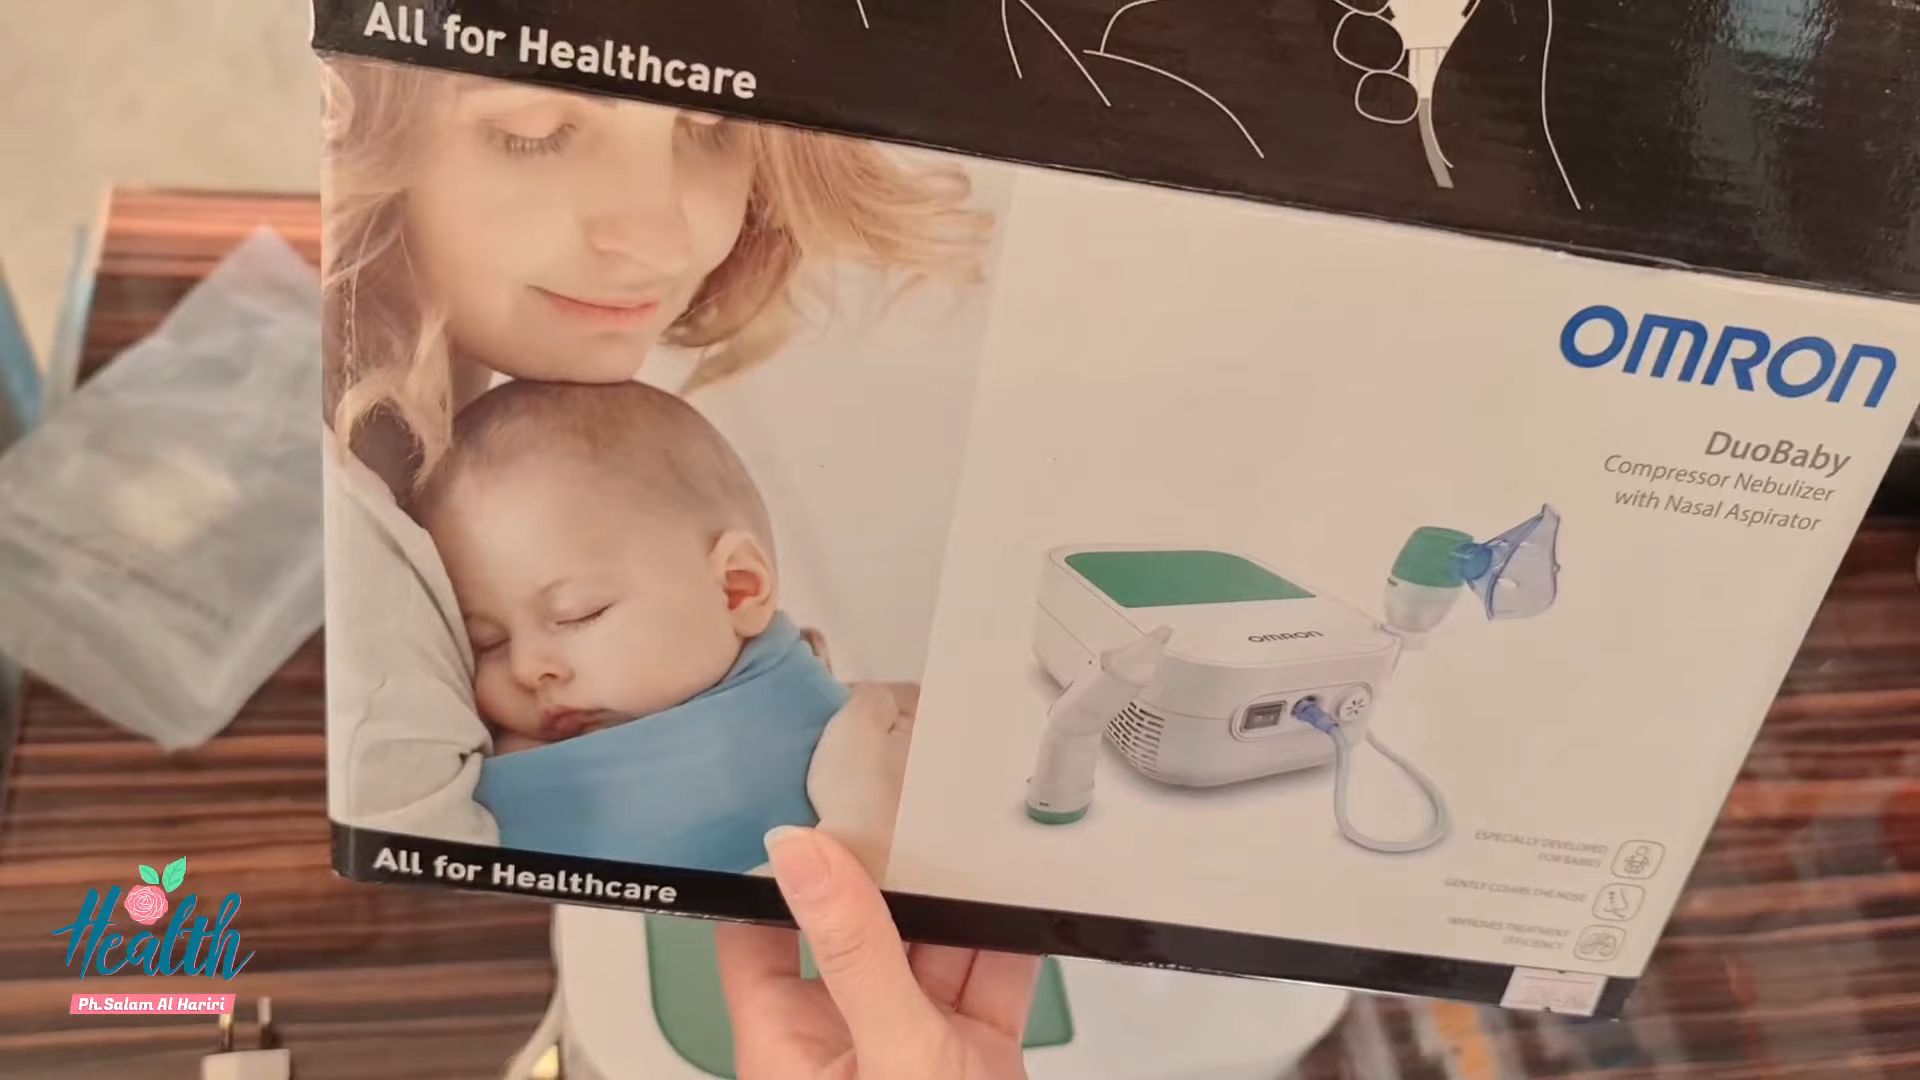 All for Healthcare
OMRON
DuoBaby
Compressor Nebulizer
with Nasal Aspirator
OMRON
ESPECIALLY DEVELOPED
FOR BABIES
GENTLY CLEARS THE NOSE
IMPROVES TREATMENT
EFFICIENCY
All for Healthcare
Health
Ph.Salam Al Hariri